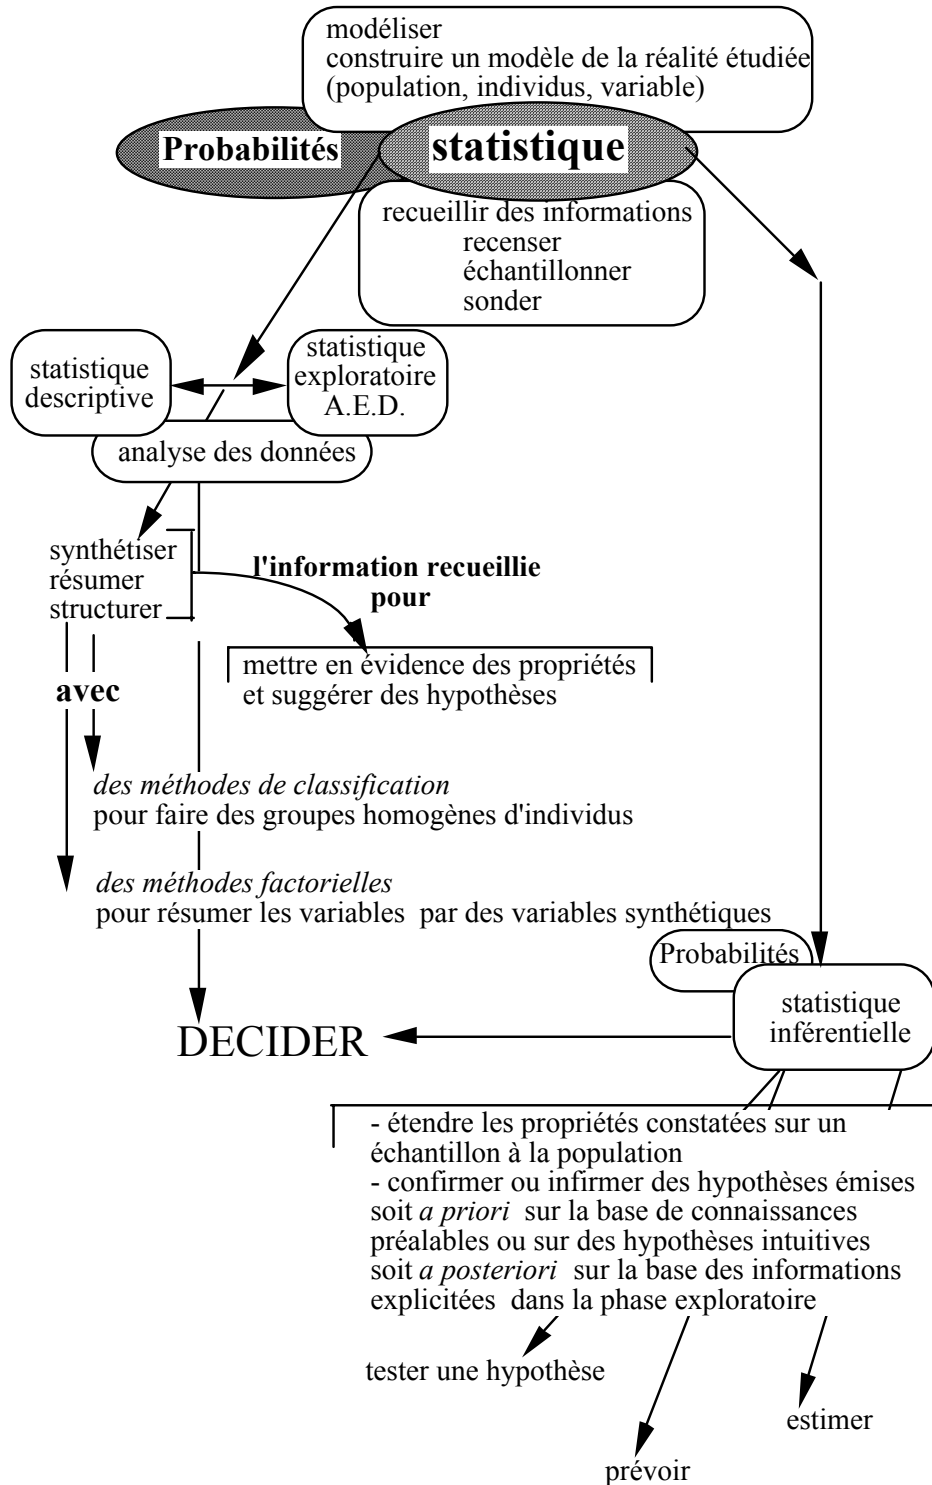 modéliser
construire un modèle de la réalité étudiée
(population, individus, variable)
Probabilités
statistique
recueillir des informations
recenser
échantillonner
sonder
statistique
descriptive
statistique
exploratoire
A.E.D.
analyse des données
synthétiser
résumer
structurer
l'information recueillie
pour
mettre en évidence des propriétés
et suggérer des hypothèses
avec
des méthodes de classification
pour faire des groupes homogènes d'individus
des méthodes factorielles
pour résumer les variables par des variables synthétiques
Probabilités
statistique
inférentielle
DECIDER
- étendre les propriétés constatées sur un
échantillon à la population
- confirmer ou infirmer des hypothèses émises
soit a priori sur la base de connaissances
préalables ou sur des hypothèses intuitives
soit a posteriori sur la base des informations
explicitées dans la phase exploratoire
tester une hypothèse
estimer
prévoir